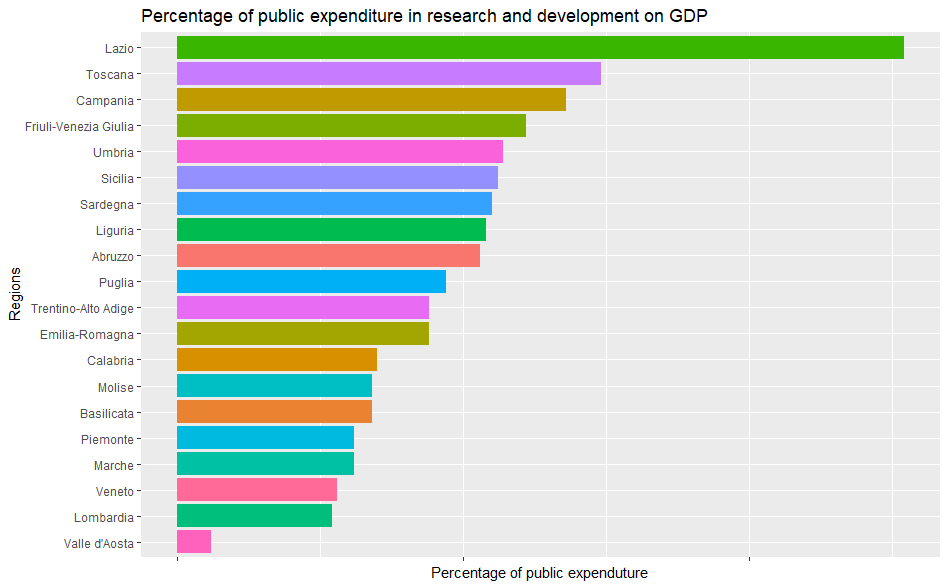 Percentage of public expenditure in research and development on GDP
Lazio
Toscana
Campania
Friuli-Venezia Giulia
Umbria
Sicilia
Sardegna
Liguria
Abruzzo
Puglia
Trentino-Alto Adige
Emilia-Romagna
Calabria
Molise
Basilicata
Piemonte
Marche
Veneto
Lombardia
Valle d'Aosta
Regions
Percentage of public expenduture